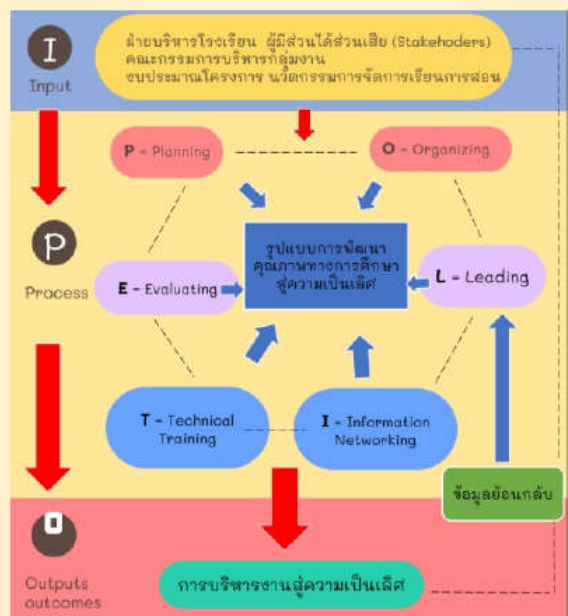 I
Input
ฝ่ายบริหารโรงเรียน ผู้มีส่วนได้ส่วนเสีย (Stakehoders)
คณะกรรมการบริหารกลุ่มงาน
งบประมาณโครงการ นวัตกรรมการจัดการเรียนการสอน
P = Planning
O = Organizing
P
Process
รูปแบบการพัฒนา
คุณภาพทางการศึกษา
สู่ความเป็นเลิศ
E - Evaluating
L = Leading
T - Technical
Training
I - Information
Networking
ข้อมูลย้อนกลับ
O
Outputs
outcomes
การบริหารงานสู่ความเป็นเลิศ